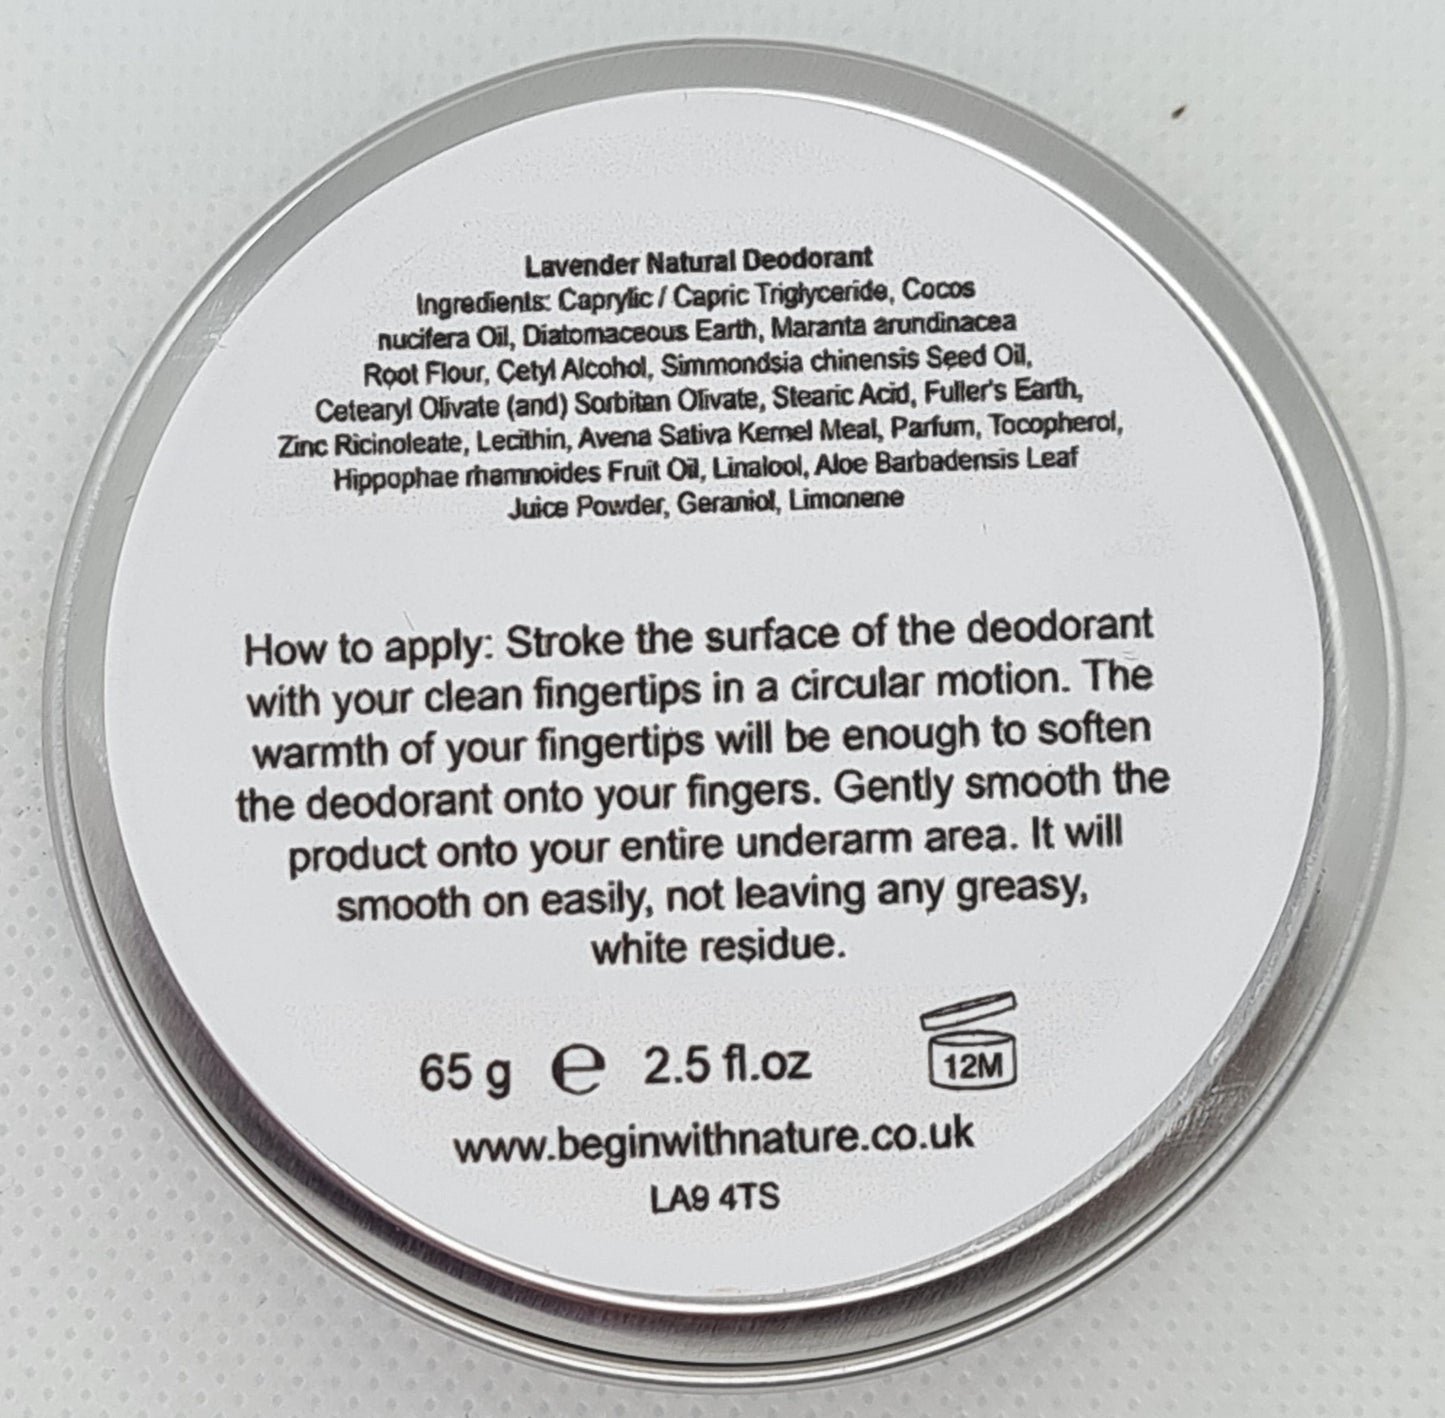 Lavender Natural Deodorant
Ingredients: Caprylic / Capric Triglyceride, Cocos
nucifera Oil, Diatomaceous Earth, Maranta arundinacea
Root Flour, Cetyl Alcohol, Simmondsia chinensis Seed Oil,
Cetearyl Olivate (and) Sorbitan Olivate, Stearic Acid, Fuller's Earth,
Zinc Ricinoleate, Lecithin, Avena Sativa Kernel Meal, Parfum, Tocopherol,
Hippophae rhamnoides Fruit Oil, Linalool, Aloe Barbadensis Leaf
Juice Powder, Geraniol, Limonene
How to apply: Stroke the surface of the deodorant
with your clean fingertips in a circular motion. The
warmth of your fingertips will be enough to soften
the deodorant onto your fingers. Gently smooth the
product onto your entire underarm area. It will
smooth on easily, not leaving any greasy,
white residue.
65 g ℮ 2.5 fl.oz 12M
www.beginwithnature.co.uk
LA9 4TS